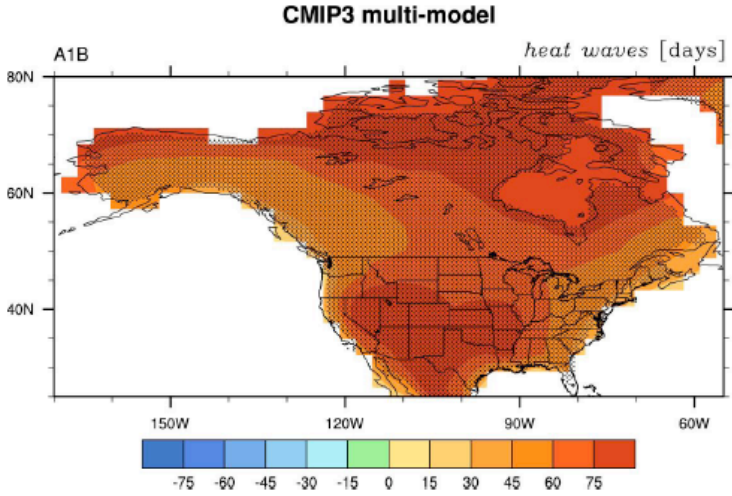 CMIP3 multi-model
A1B
heat waves [days]
80N
60N
40N
150W 120W 90W 60W
-75 -60 -45 -30 -15 0 15 30 45 60 75